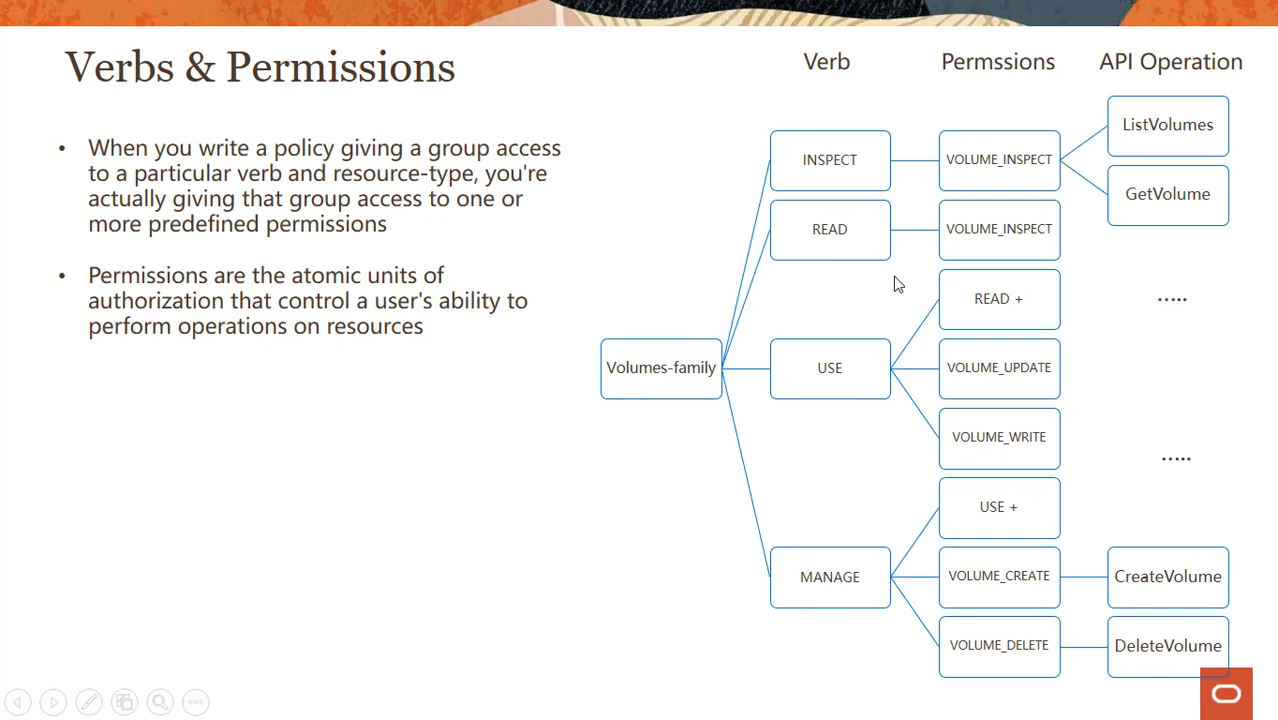 Verbs & Permissions
• When you write a policy giving a group access
to a particular verb and resource-type, you're
actually giving that group access to one or
more predefined permissions
• Permissions are the atomic units of
authorization that control a user's ability to
perform operations on resources
Verb
Permssions
API Operation
Volumes-family
INSPECT
VOLUME_INSPECT
ListVolumes
GetVolume
READ
VOLUME_INSPECT
USE
READ +
VOLUME_UPDATE
VOLUME_WRITE
.....
.....
MANAGE
USE +
VOLUME_CREATE
CreateVolume
VOLUME_DELETE
DeleteVolume